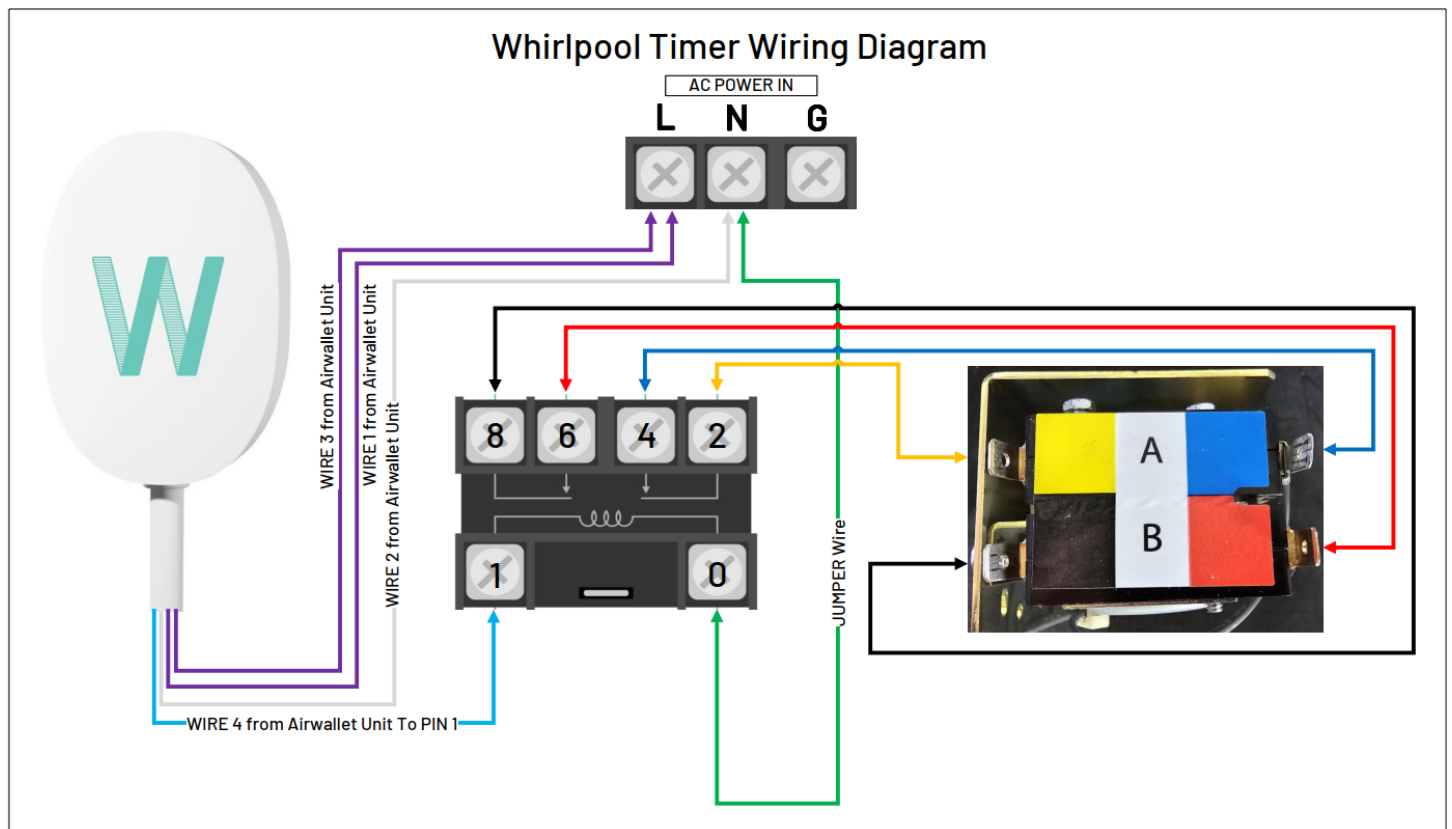 Whirlpool Timer Wiring Diagram
AC POWER IN
L N G
W
WIRE 3 from Airwallet Unit
WIRE 1 from Airwallet Unit
WIRE 2 from Airwallet Unit
8 6 4 2
1 0
JUMPER Wire
A
B
WIRE 4 from Airwallet Unit To PIN 1